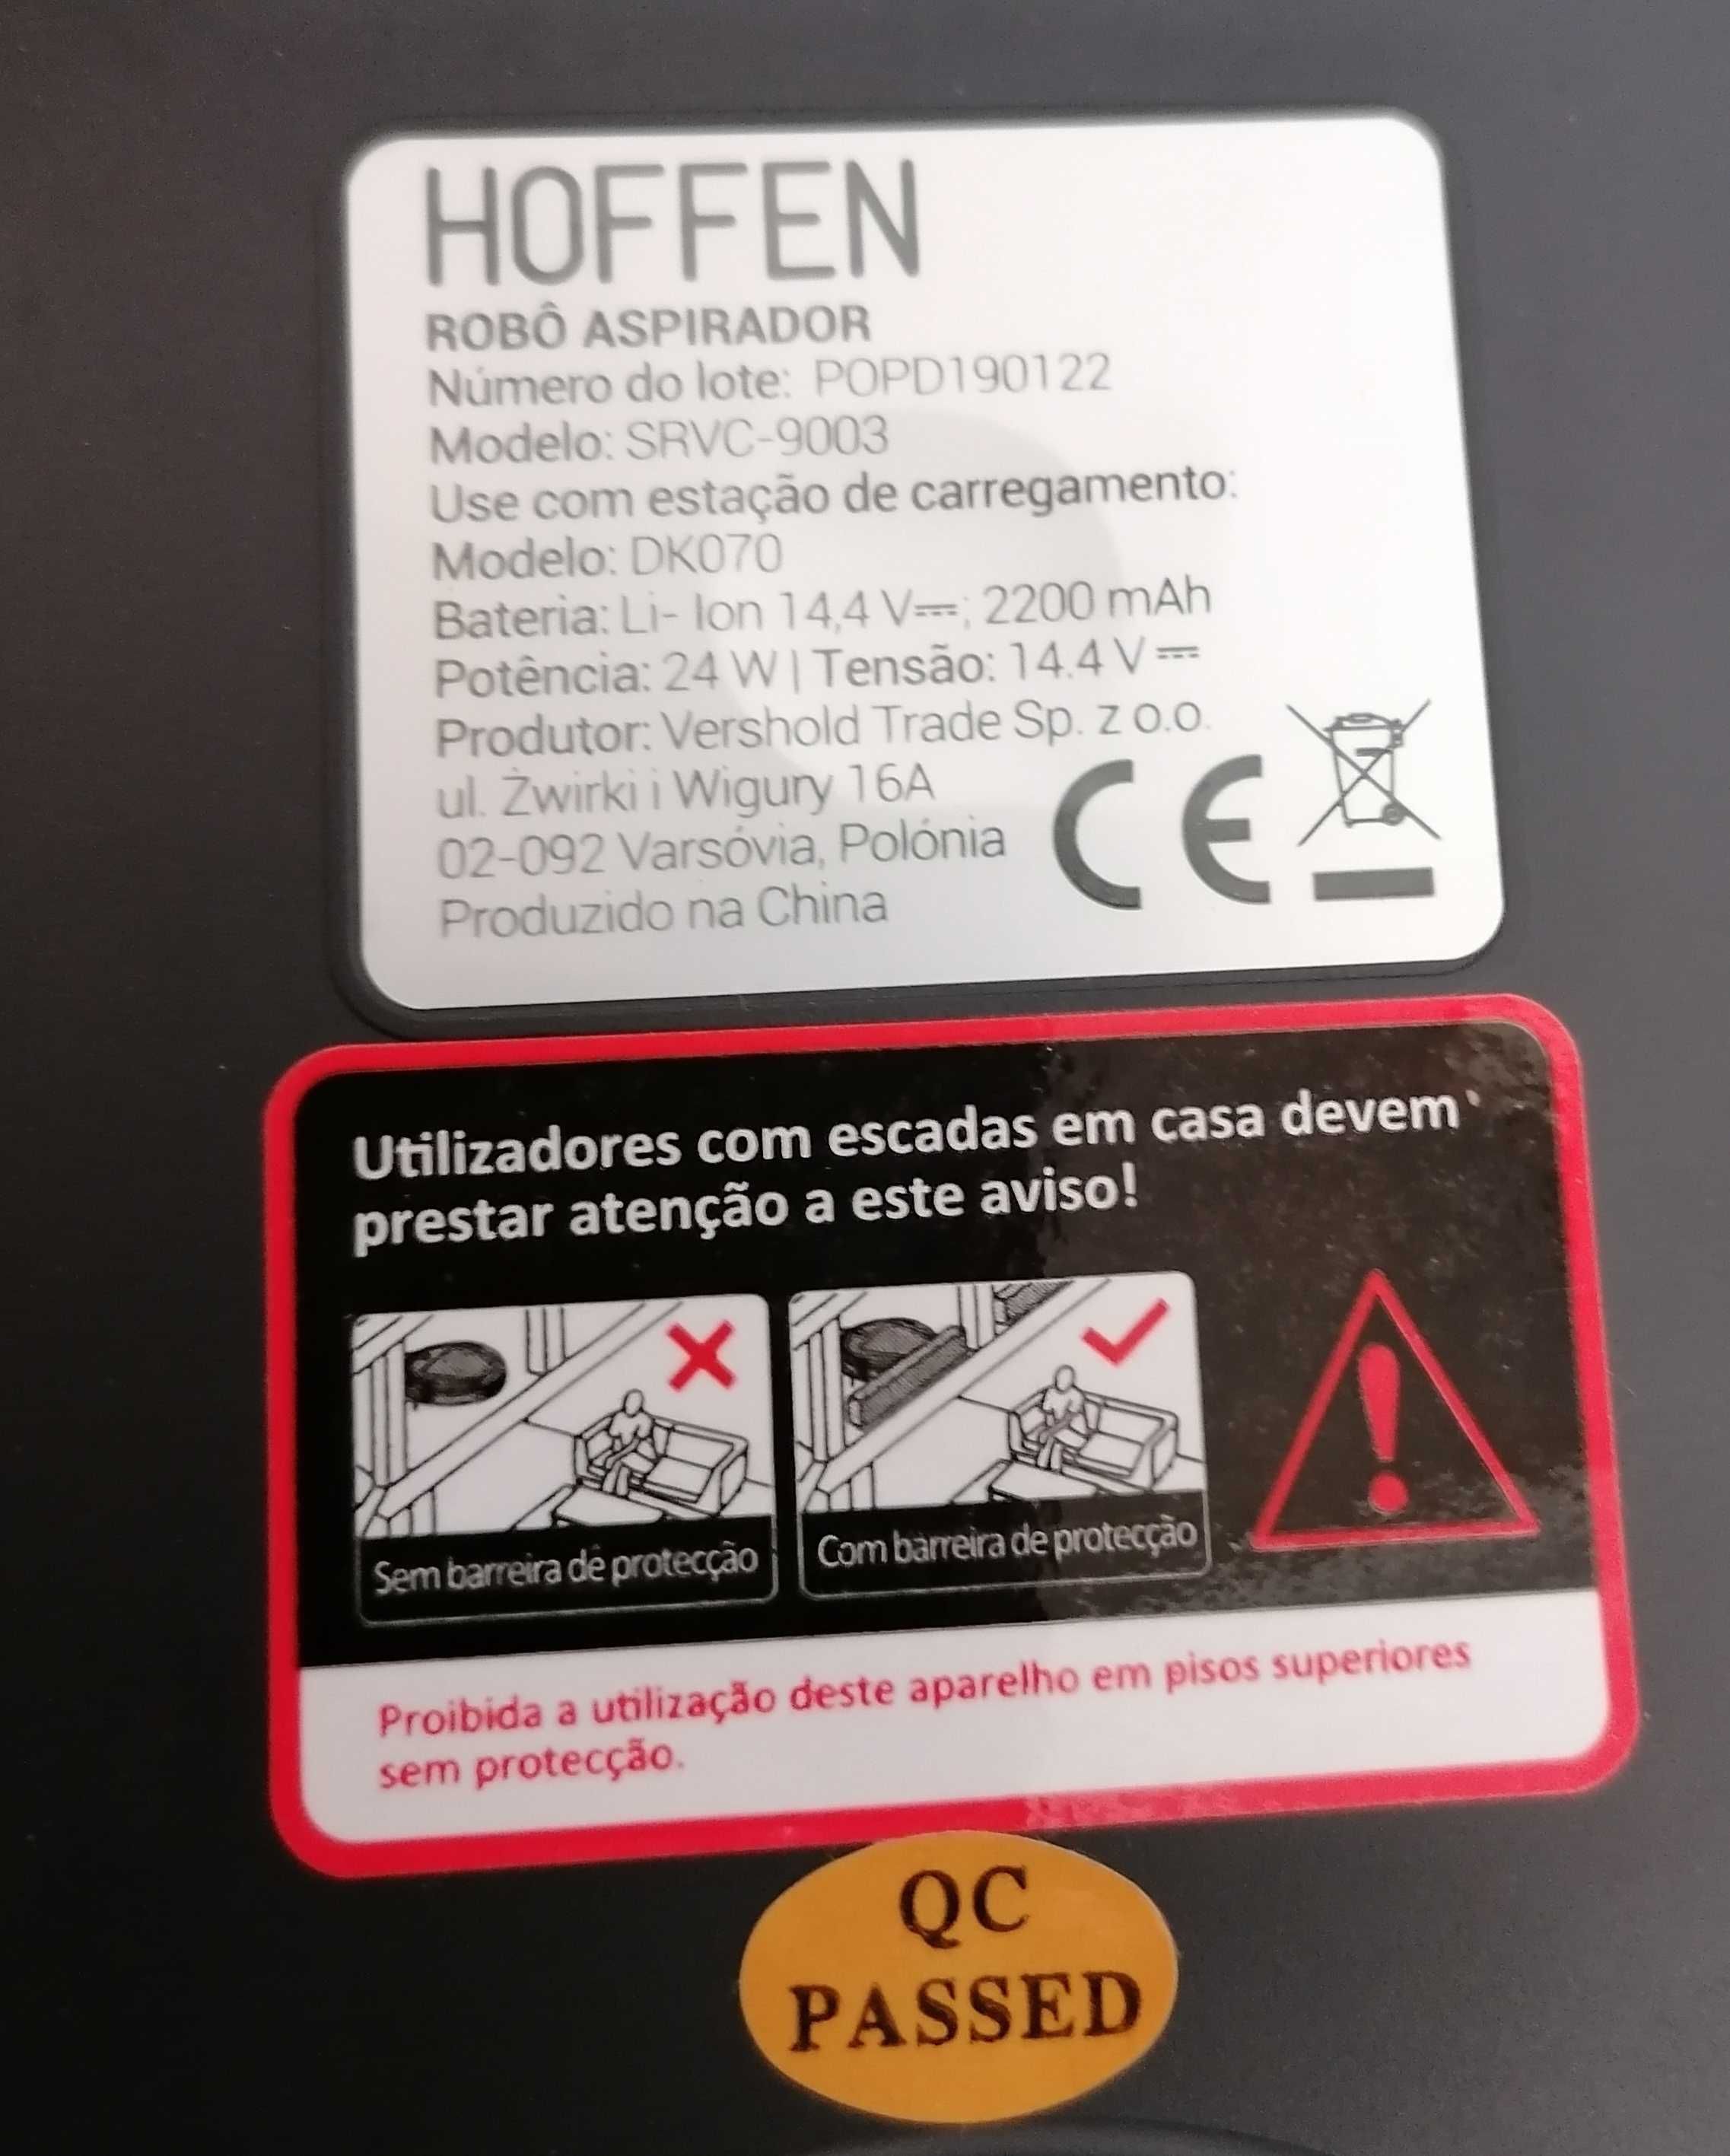 HOFFEN
ROBÔ ASPIRADOR
Número do lote: POPD190122
Modelo: SRVC-9003
Use com estação de carregamento:
Modelo: DK070
Bateria: Li- Ion 14,4 V⎓; 2200 mAh
Potência: 24 W | Tensão: 14.4 V⎓
Produtor: Vershold Trade Sp. z o.o.
ul. Żwirki i Wigury 16A
02-092 Varsóvia, Polónia
Produzido na China
CE
Utilizadores com escadas em casa devem
prestar atenção a este aviso!
Sem barreira de protecção
Com barreira de protecção
Proibida a utilização deste aparelho em pisos superiores
sem protecção.
QC
PASSED